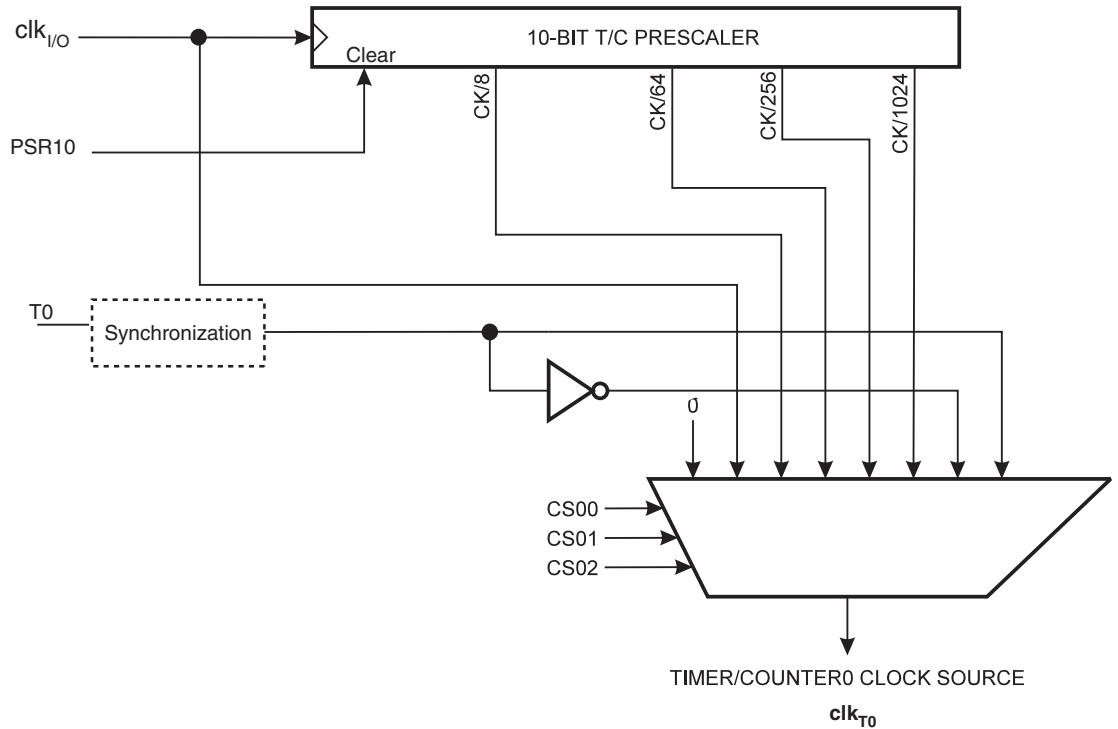 clkI/O
10-BIT T/C PRESCALER
Clear
CK/8
CK/64
CK/256
CK/1024
PSR10
T0
Synchronization
0
CS00
CS01
CS02
TIMER/COUNTER0 CLOCK SOURCE
clkT0